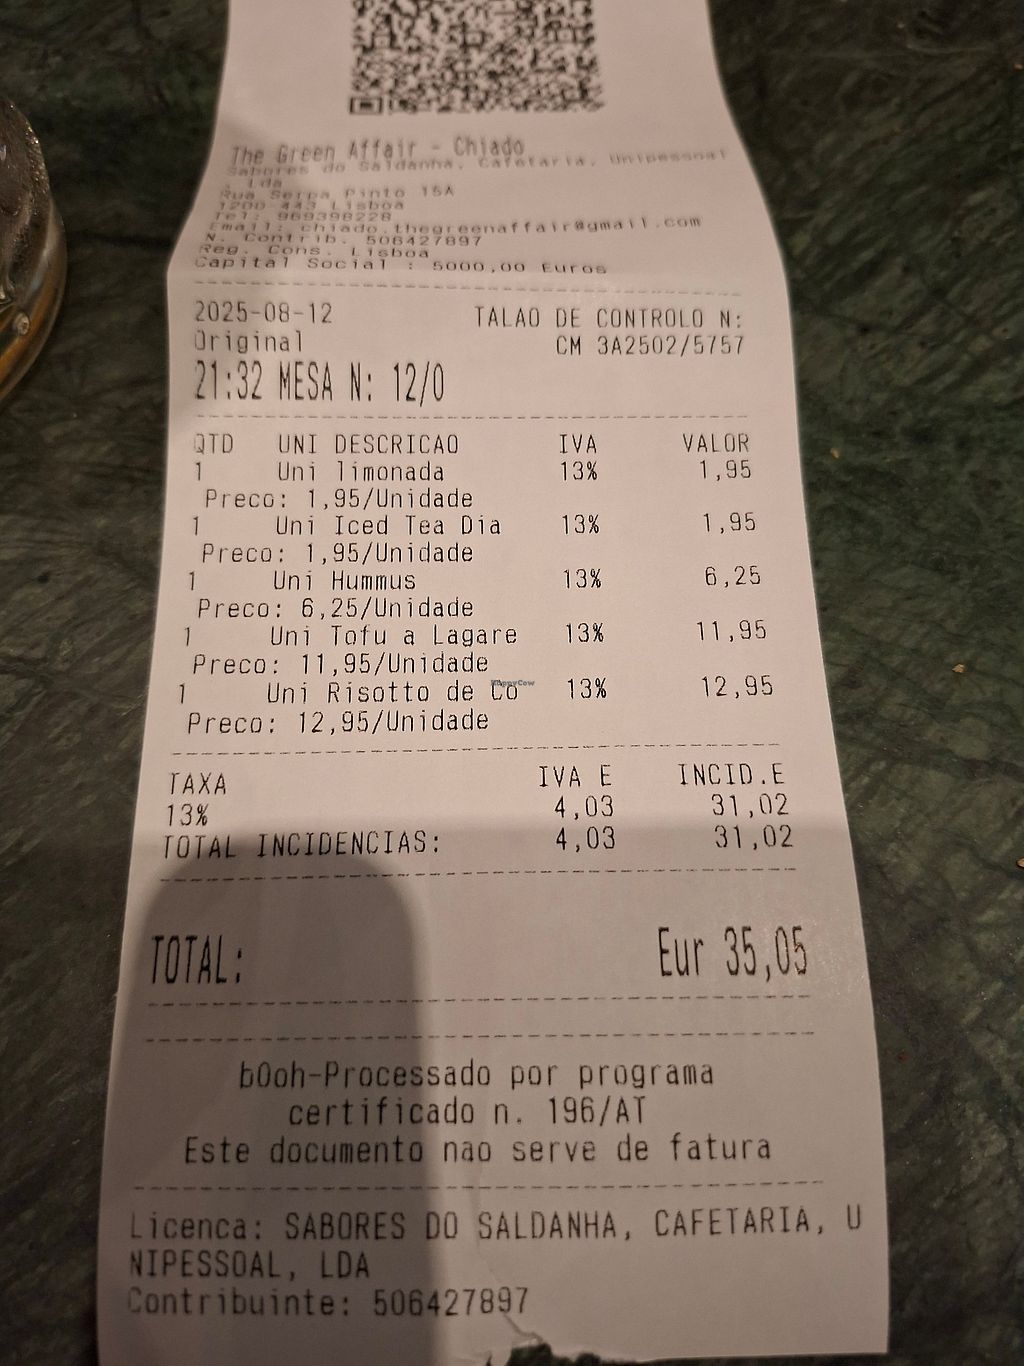 The Green Affair - Chiado
Sabores do Saldanha, Cafetaria, Unipessoal
, Lda
Rua Serpa Pinto 15A
1200-443 Lisboa
Tel: 969398228
Email: chiado.thegreenaffair@gmail.com
N. Contrib. 506427897
Reg. Cons. Lisboa
Capital Social : 5000,00 Euros
2025-08-12 TALAO DE CONTROLO N:
Original CM 3A2502/5757
21:32 MESA N: 12/0
QTD UNI DESCRICAO IVA VALOR
1 Uni limonada 13% 1,95
Preco: 1,95/Unidade
1 Uni Iced Tea Dia 13% 1,95
Preco: 1,95/Unidade
1 Uni Hummus 13% 6,25
Preco: 6,25/Unidade
1 Uni Tofu a Lagare 13% 11,95
Preco: 11,95/Unidade
1 Uni Risotto de Co 13% 12,95
HappyCow
Preco: 12,95/Unidade
TAXA IVA E INCID.E
13% 4,03 31,02
TOTAL INCIDENCIAS: 4,03 31,02
TOTAL: Eur 35,05
b0oh-Processado por programa
certificado n. 196/AT
Este documento nao serve de fatura
Licenca: SABORES DO SALDANHA, CAFETARIA, U
NIPESSOAL, LDA
Contribuinte: 506427897